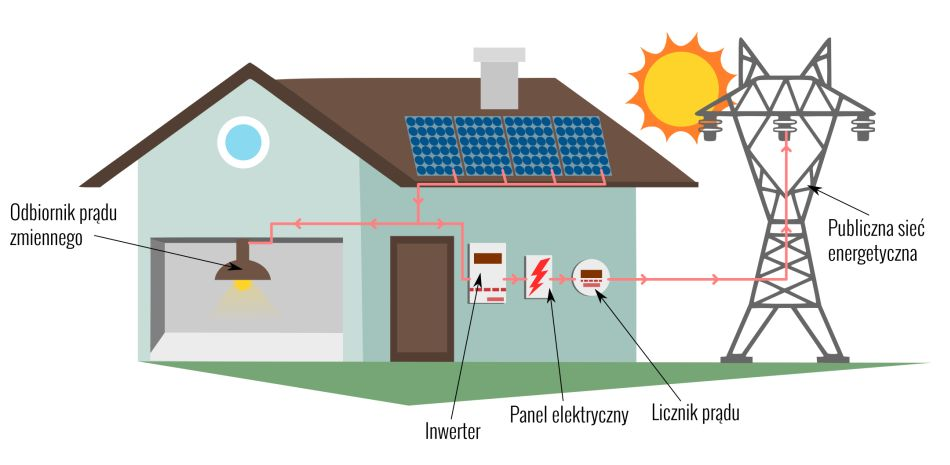 Odbiornik prądu
zmiennego
Publiczna sieć
energetyczna
Inwerter
Panel elektryczny
Licznik prądu